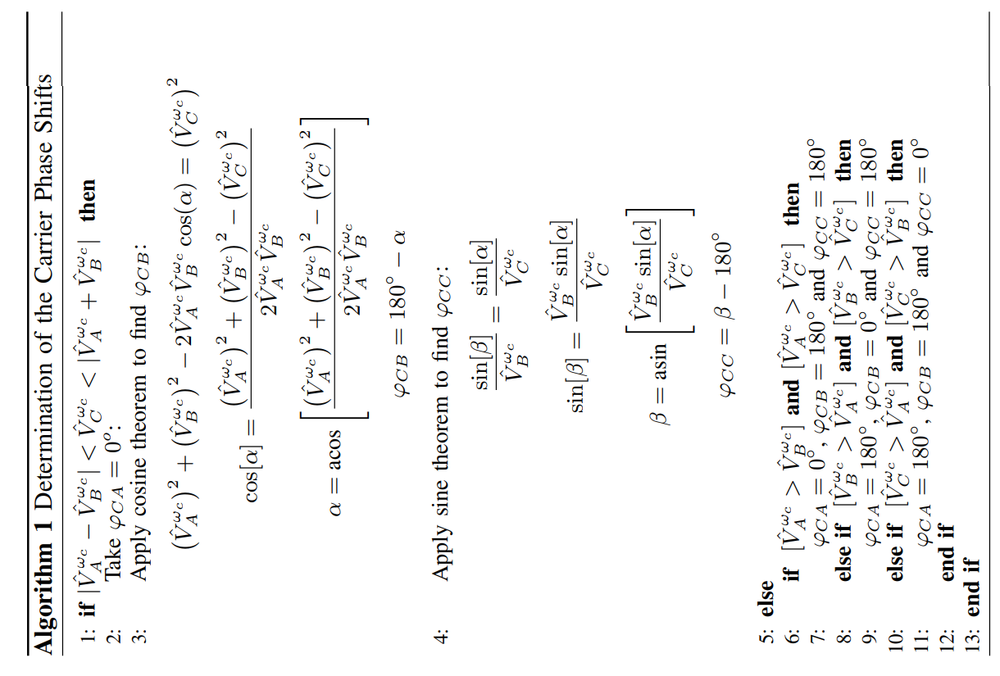 Algorithm 1 Determination of the Carrier Phase Shifts
1: if |V̂_A^{ω_c} − V̂_B^{ω_c}| < V̂_C^{ω_c} < |V̂_A^{ω_c} + V̂_B^{ω_c}| then
2: Take φ_{CA} = 0°:
3: Apply cosine theorem to find φ_{CB}:
(V̂_A^{ω_c})² + (V̂_B^{ω_c})² − 2V̂_A^{ω_c}V̂_B^{ω_c} cos(α) = (V̂_C^{ω_c})²
cos[α] = \frac{(V̂_A^{ω_c})² + (V̂_B^{ω_c})² − (V̂_C^{ω_c})²}{2V̂_A^{ω_c}V̂_B^{ω_c}}
α = acos [\frac{(V̂_A^{ω_c})² + (V̂_B^{ω_c})² − (V̂_C^{ω_c})²}{2V̂_A^{ω_c}V̂_B^{ω_c}}]
φ_{CB} = 180° − α
4: Apply sine theorem to find φ_{CC}:
\frac{sin[β]}{V̂_B^{ω_c}} = \frac{sin[α]}{V̂_C^{ω_c}}
sin[β] = \frac{V̂_B^{ω_c} sin[α]}{V̂_C^{ω_c}}
β = asin [\frac{V̂_B^{ω_c} sin[α]}{V̂_C^{ω_c}}]
φ_{CC} = β − 180°
5: else
6: if [V̂_A^{ω_c} > V̂_B^{ω_c}] and [V̂_A^{ω_c} > V̂_C^{ω_c}] then
7: φ_{CA} = 0°, φ_{CB} = 180° and φ_{CC} = 180°
8: else if [V̂_B^{ω_c} > V̂_A^{ω_c}] and [V̂_B^{ω_c} > V̂_C^{ω_c}] then
9: φ_{CA} = 180°, φ_{CB} = 0° and φ_{CC} = 180°
10: else if [V̂_C^{ω_c} > V̂_A^{ω_c}] and [V̂_C^{ω_c} > V̂_B^{ω_c}] then
11: φ_{CA} = 180°, φ_{CB} = 180° and φ_{CC} = 0°
12: end if
13: end if